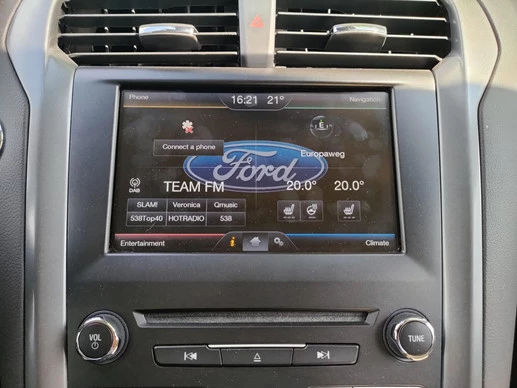 Phone 16:21 21° Navigation
E
Connect a phone
Europaweg
Ford
DAB TEAM FM 20.0° 20.0°
SLAM! Veronica Qmusic
538Top40 HOTRADIO 538
Entertainment i Climate
VOL
TUNE